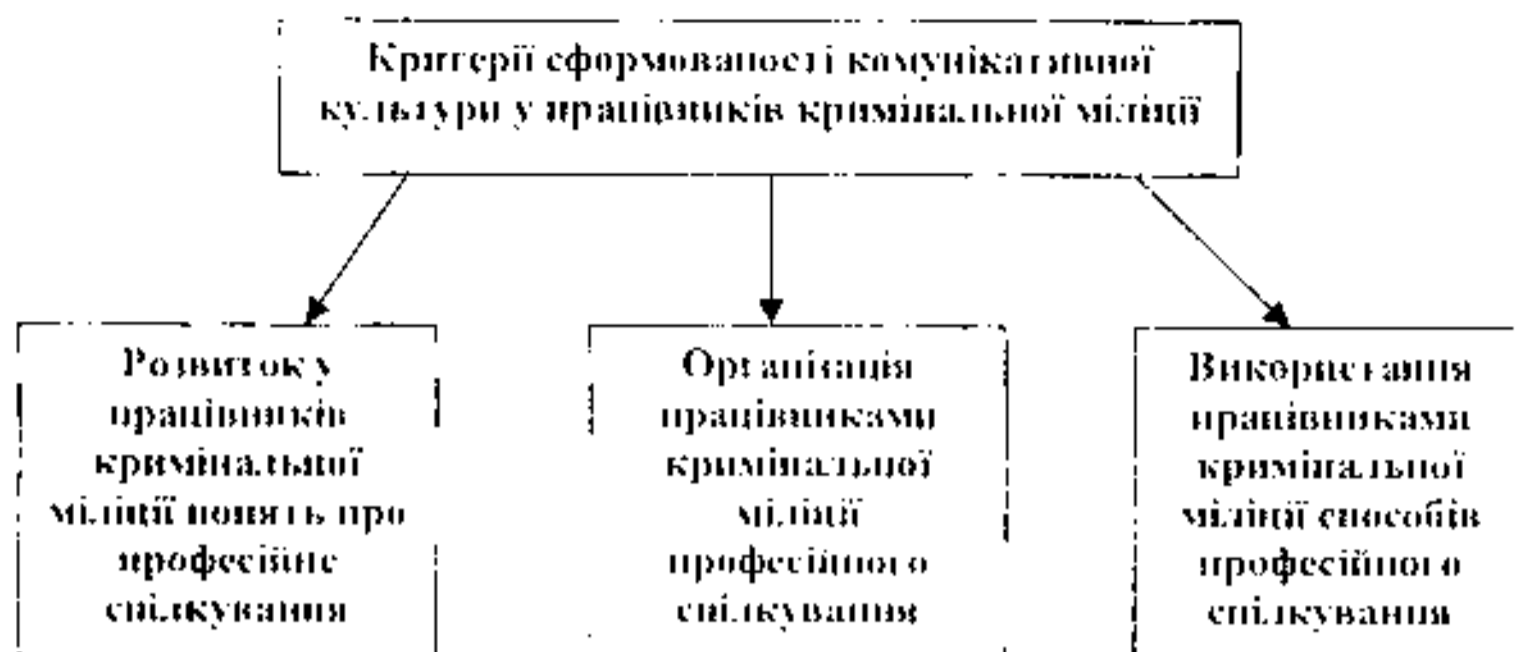 Критерії сформованості комунікативної
культури у працівників кримінальної міліції
Розвиток у
працівників
кримінальної
міліції понять про
професійне
спілкування
Організація
працівниками
кримінальної
міліції
професійного
спілкування
Використання
працівниками
кримінальної
міліції способів
професійного
спілкування